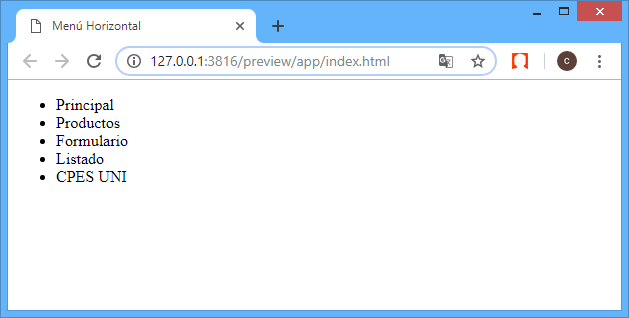 Menú Horizontal
127.0.0.1:3816/preview/app/index.html
c
Principal
Productos
Formulario
Listado
CPES UNI